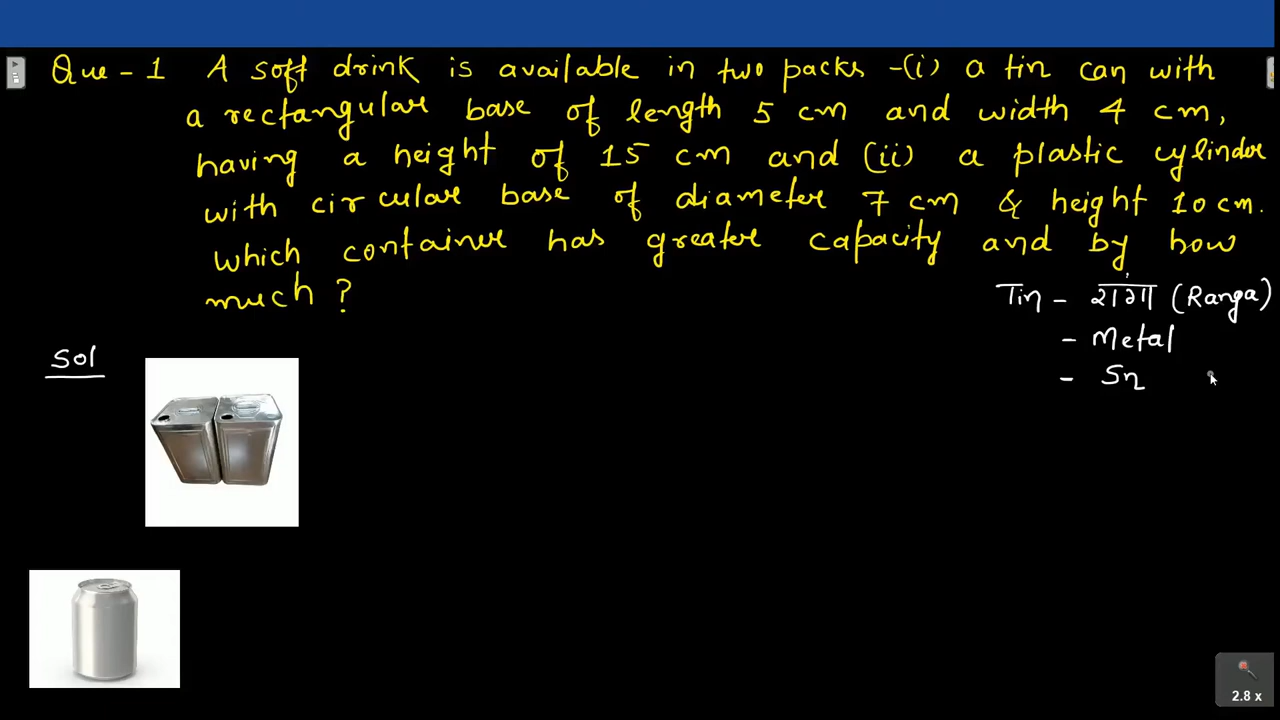 Que - 1 A soft drink is available in two packs -(i) a tin can with
a rectangular base of length 5 cm and width 4 cm,
having a height of 15 cm and (ii) a plastic cylinder
with circular base of diameter 7 cm & height 10 cm.
which container has greater capacity and by how
much ?
Tin - रांगा (Ranga)
- Metal
- Sn
Sol
2.8 x